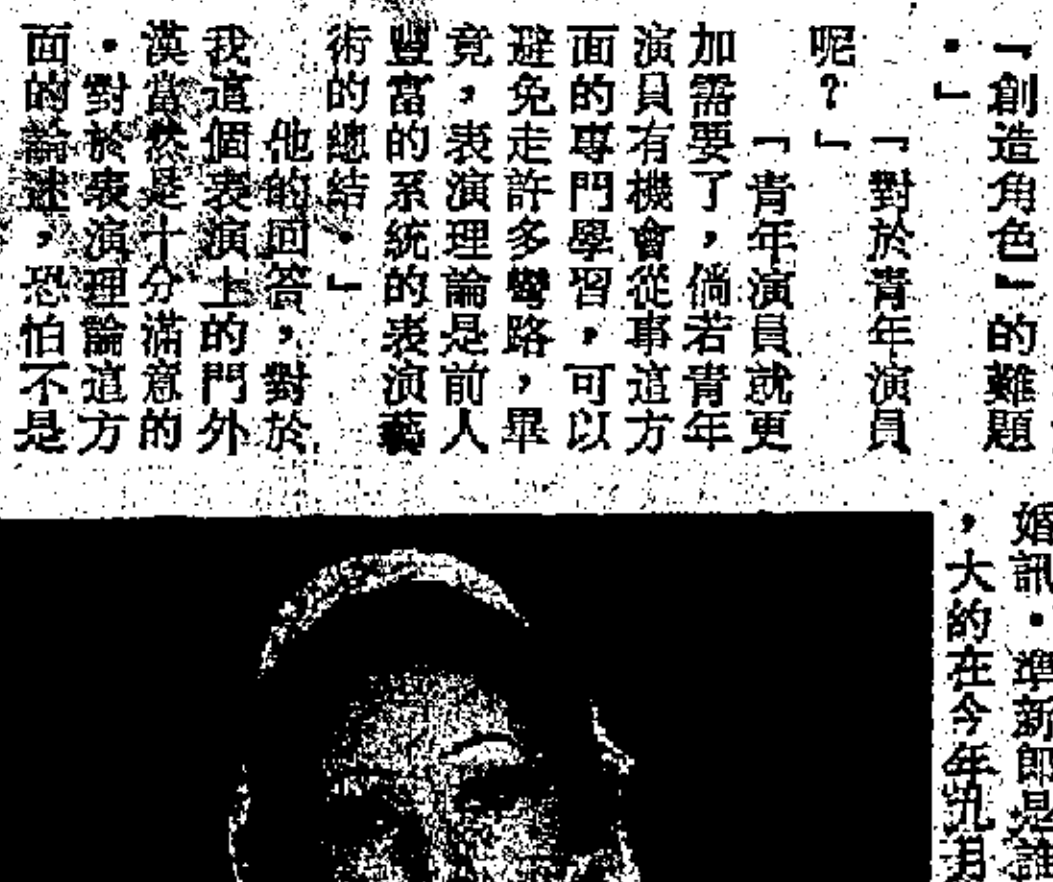 『創造角色』的難題
・」
「對於青年演員
呢？」
「青年演員就更
加需要了，倘若青年
演員有機會從事這方
面的專門學習，可以
避免走許多彎路，畢
竟，表演理論是前人
豐富的系統的表演藝
術的總結・」
他的回答，對於
我這個表演上的門外
漢當然是十分滿意的
・對於表演理論這方
面的論述，恐怕不是
婚訊・準新郎是誰
，大的在今年九月